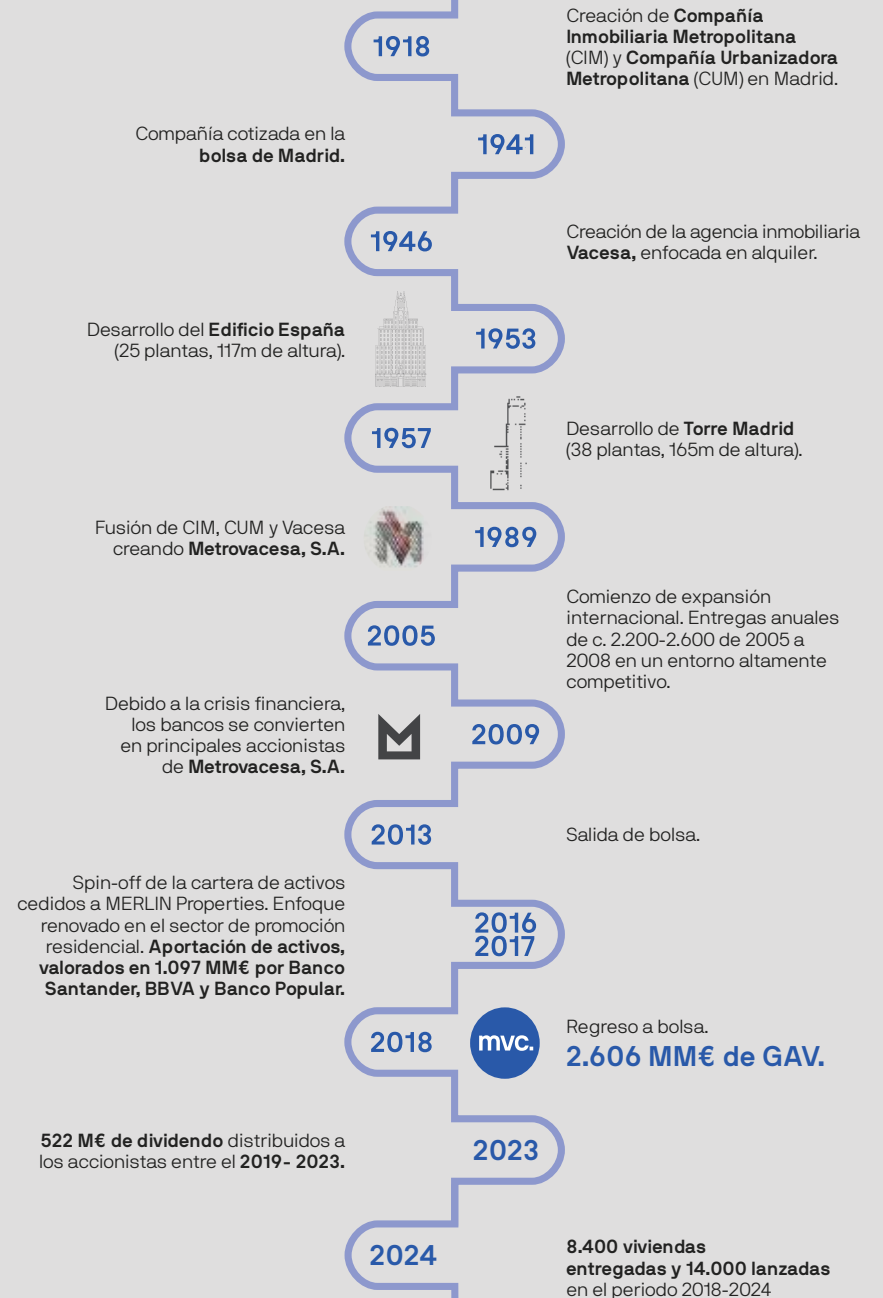 1918
Creación de Compañía
Inmobiliaria Metropolitana
(CIM) y Compañía Urbanizadora
Metropolitana (CUM) en Madrid.
Compañía cotizada en la
bolsa de Madrid.
1941
1946
Creación de la agencia inmobiliaria
Vacesa, enfocada en alquiler.
Desarrollo del Edificio España
(25 plantas, 117m de altura).
1953
1957
Desarrollo de Torre Madrid
(38 plantas, 165m de altura).
Fusión de CIM, CUM y Vacesa
creando Metrovacesa, S.A.
1989
2005
Comienzo de expansión
internacional. Entregas anuales
de c. 2.200-2.600 de 2005 a
2008 en un entorno altamente
competitivo.
Debido a la crisis financiera,
los bancos se convierten
en principales accionistas
de Metrovacesa, S.A.
2009
2013
Salida de bolsa.
Spin-off de la cartera de activos
cedidos a MERLIN Properties. Enfoque
renovado en el sector de promoción
residencial. Aportación de activos,
valorados en 1.097 MM€ por Banco
Santander, BBVA y Banco Popular.
2016
2017
2018
mvc.
Regreso a bolsa.
2.606 MM€ de GAV.
522 M€ de dividendo distribuidos a
los accionistas entre el 2019- 2023.
2023
2024
8.400 viviendas
entregadas y 14.000 lanzadas
en el periodo 2018-2024